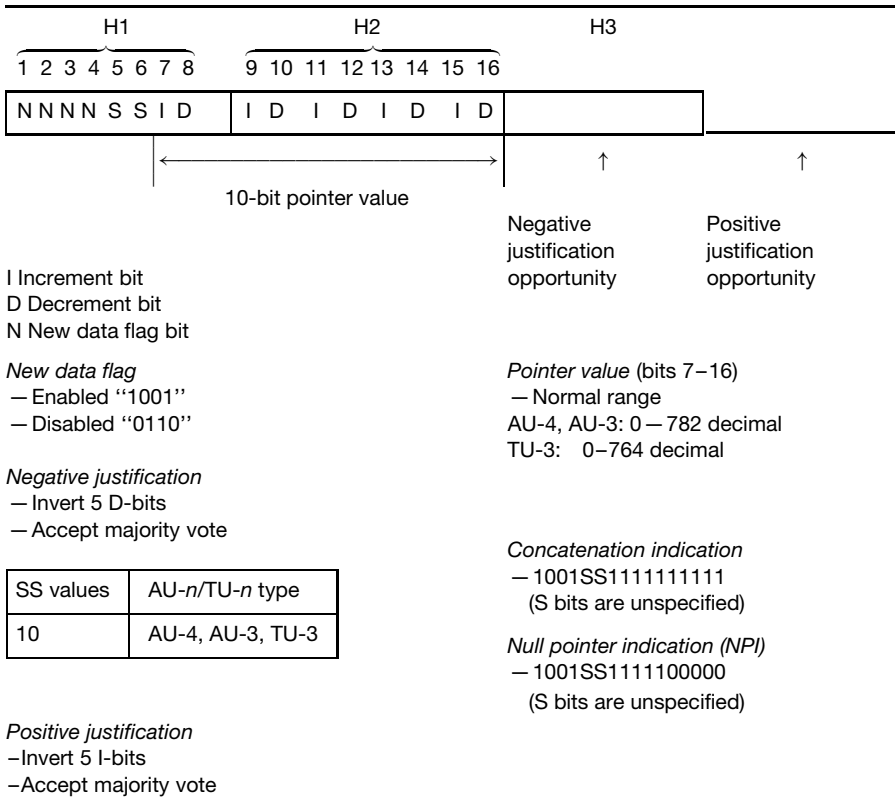 H1 H2 H3
1 2 3 4 5 6 7 8 9 10 11 12 13 14 15 16
N N N N S S I D I D I D I D I D
10-bit pointer value
Negative
justification
opportunity
Positive
justification
opportunity
I Increment bit
D Decrement bit
N New data flag bit
New data flag
— Enabled ‘‘1001’’
— Disabled ‘‘0110’’
Negative justification
— Invert 5 D-bits
— Accept majority vote
SS values AU-n/TU-n type
10 AU-4, AU-3, TU-3
Positive justification
–Invert 5 I-bits
–Accept majority vote
Pointer value (bits 7–16)
— Normal range
AU-4, AU-3: 0 — 782 decimal
TU-3: 0–764 decimal
Concatenation indication
— 1001SS1111111111
(S bits are unspecified)
Null pointer indication (NPI)
— 1001SS1111100000
(S bits are unspecified)